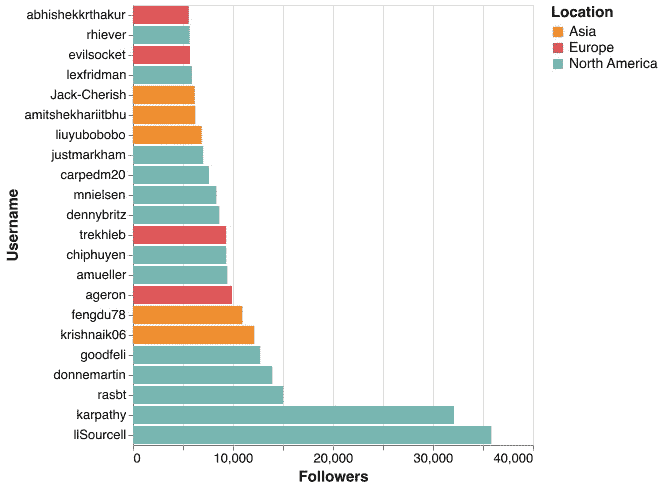 abhishekkrthakur
rhiever
evilsocket
lexfridman
Jack-Cherish
amitshekhariitbhu
liuyubobobo
justmarkham
carpedm20
mnielsen
dennybritz
trekhleb
chiphuyen
amueller
ageron
fengdu78
krishnaik06
goodfeli
donnemartin
rasbt
karpathy
llSourcell
Username
0 10,000 20,000 30,000 40,000
Followers
Location
Asia
Europe
North America